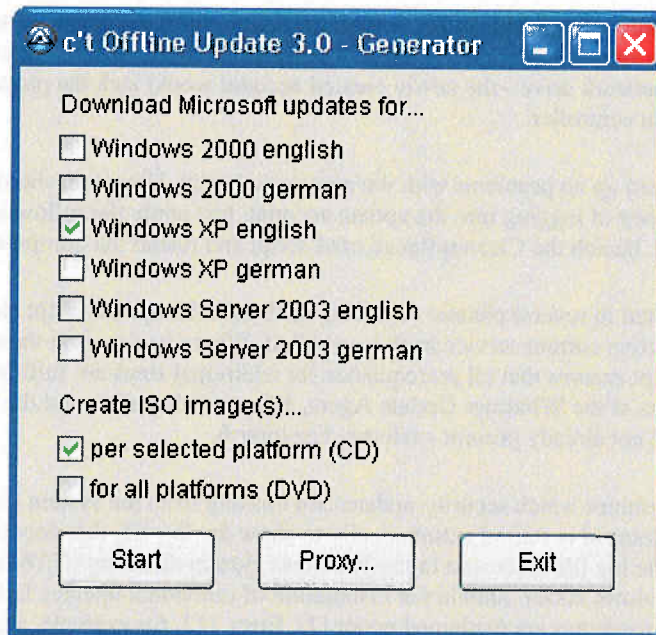 c't Offline Update 3.0 - Generator
Download Microsoft updates for...
Windows 2000 english
Windows 2000 german
Windows XP english
Windows XP german
Windows Server 2003 english
Windows Server 2003 german
Create ISO image(s)...
per selected platform (CD)
for all platforms (DVD)
Start
Proxy...
Exit